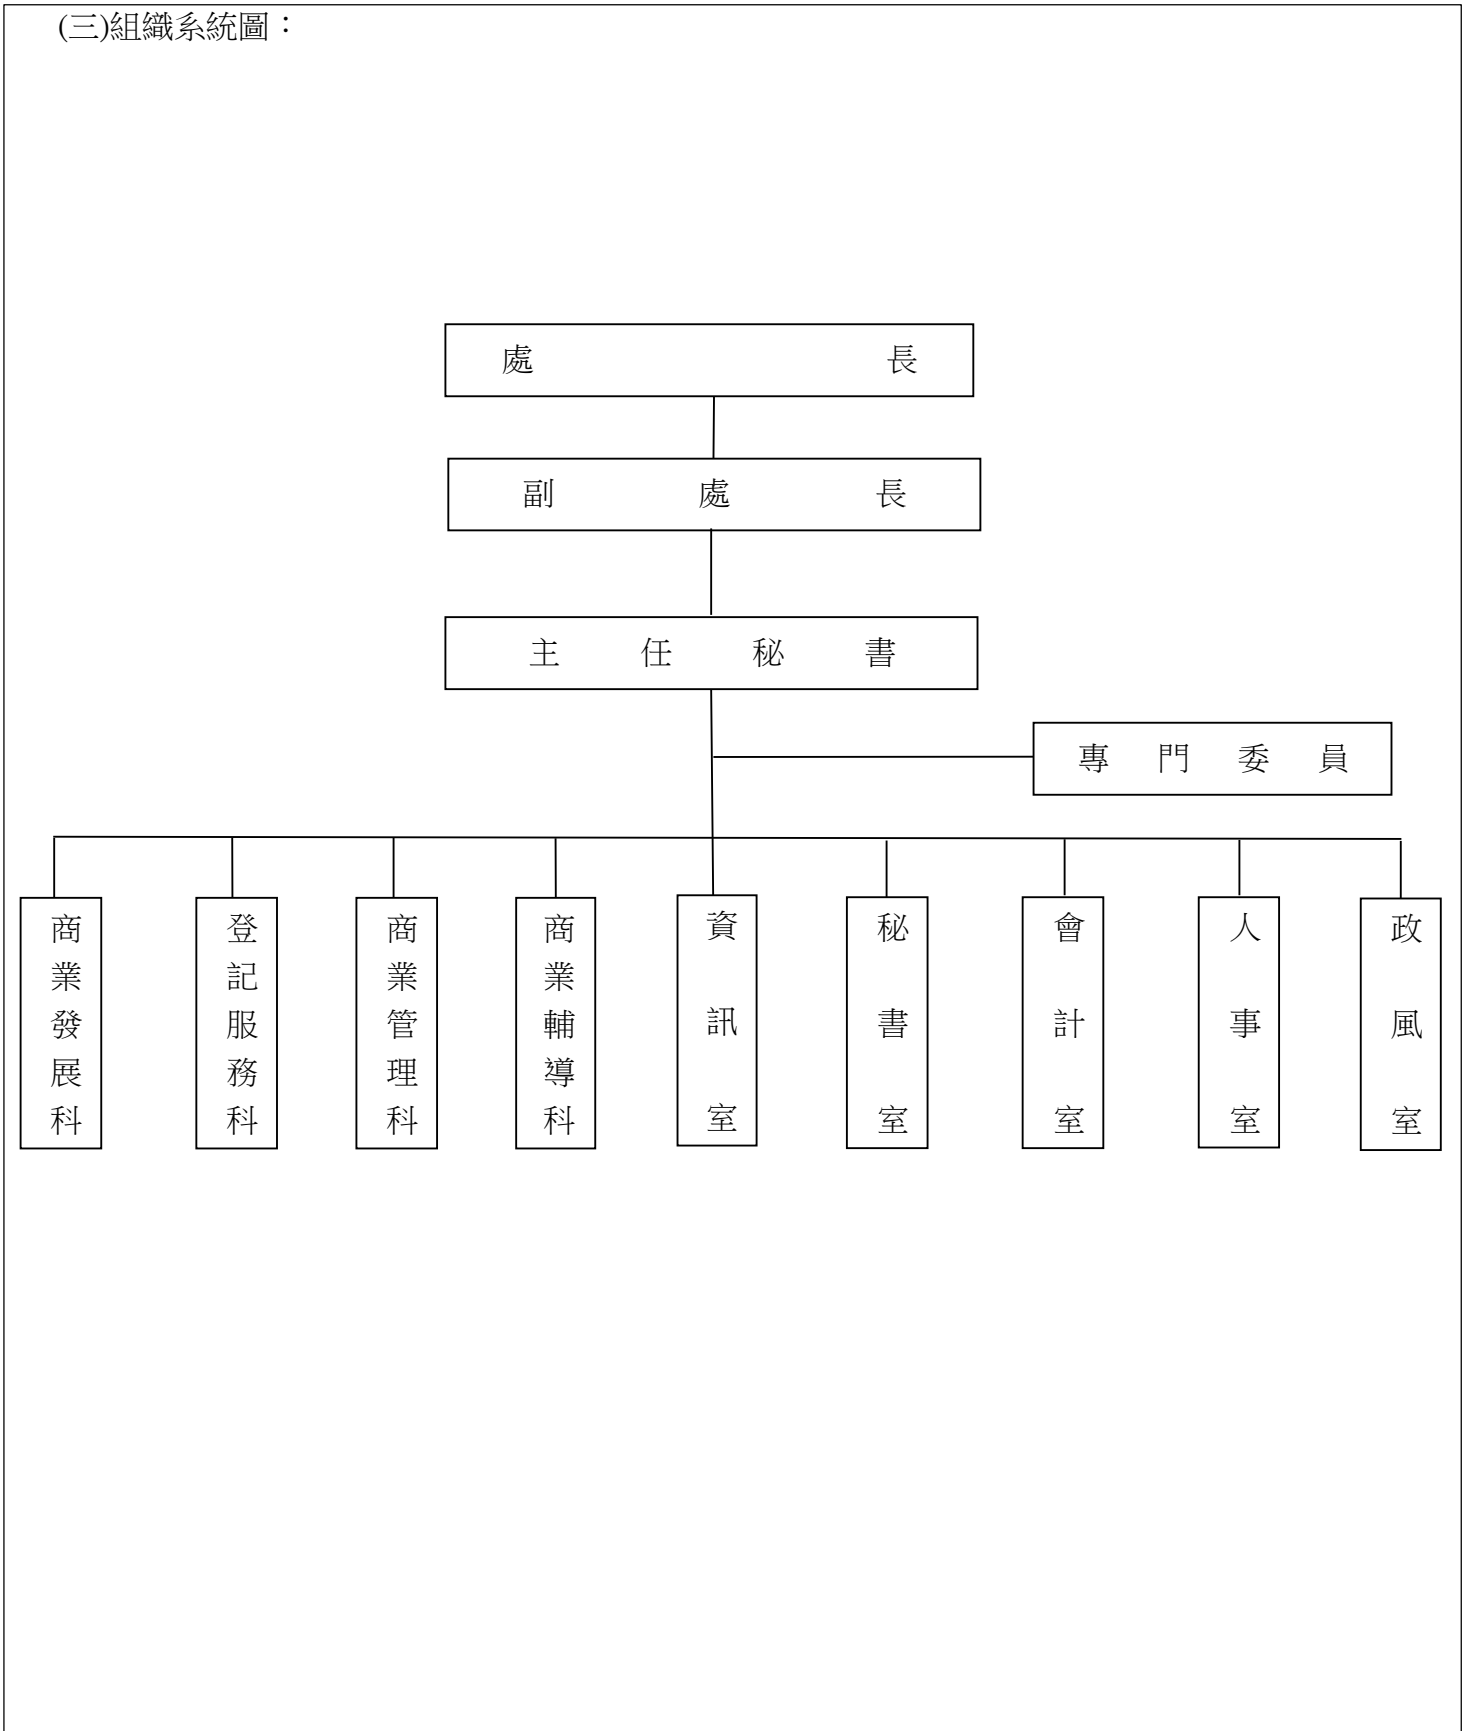 (三)組織系統圖：
處長
副處長
主任秘書
專門委員
商業發展科
登記服務科
商業管理科
商業輔導科
資訊室
秘書室
會計室
人事室
政風室